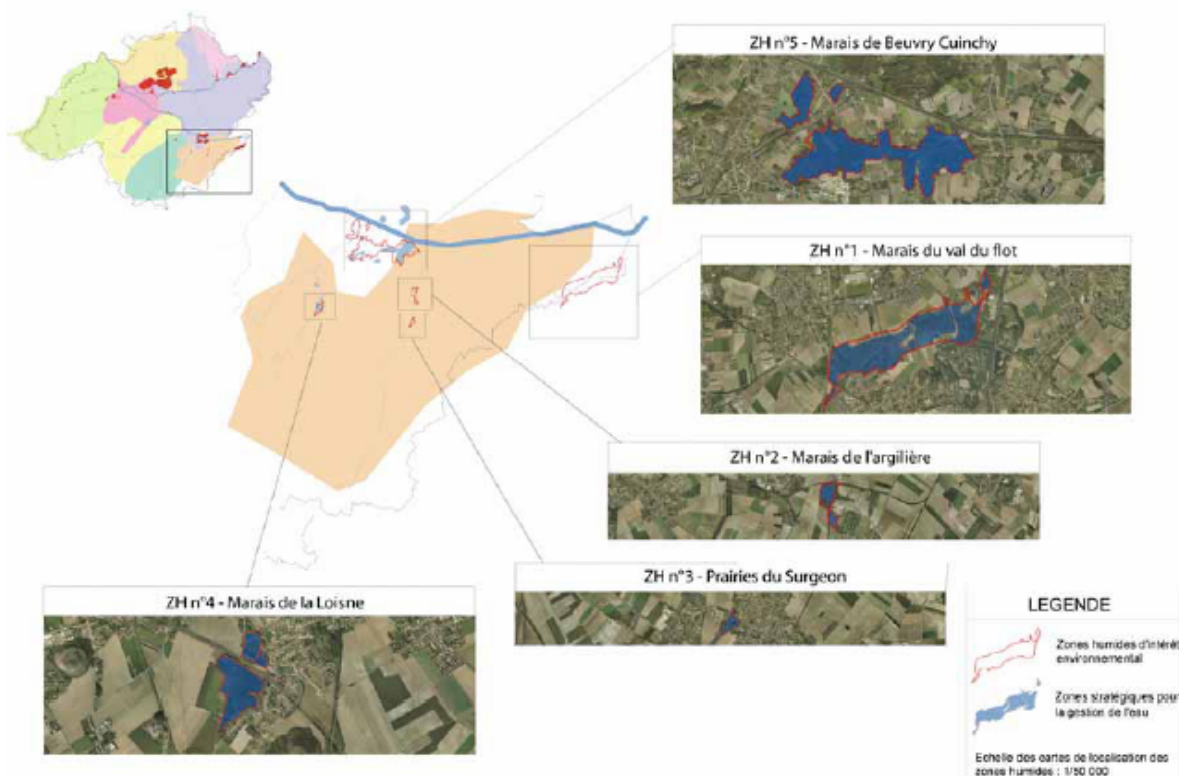 ZH n°5 - Marais de Beuvry Cuinchy
ZH n°1 - Marais du val du flot
ZH n°2 - Marais de l'argilière
ZH n°3 - Prairies du Surgeon
ZH n°4 - Marais de la Loisne
LEGENDE
Zones humides d'intérêt
environnemental
Zones stratégiques pour
la gestion de l'eau
Echelle des cartes de localisation des
zones humides : 1/50 000